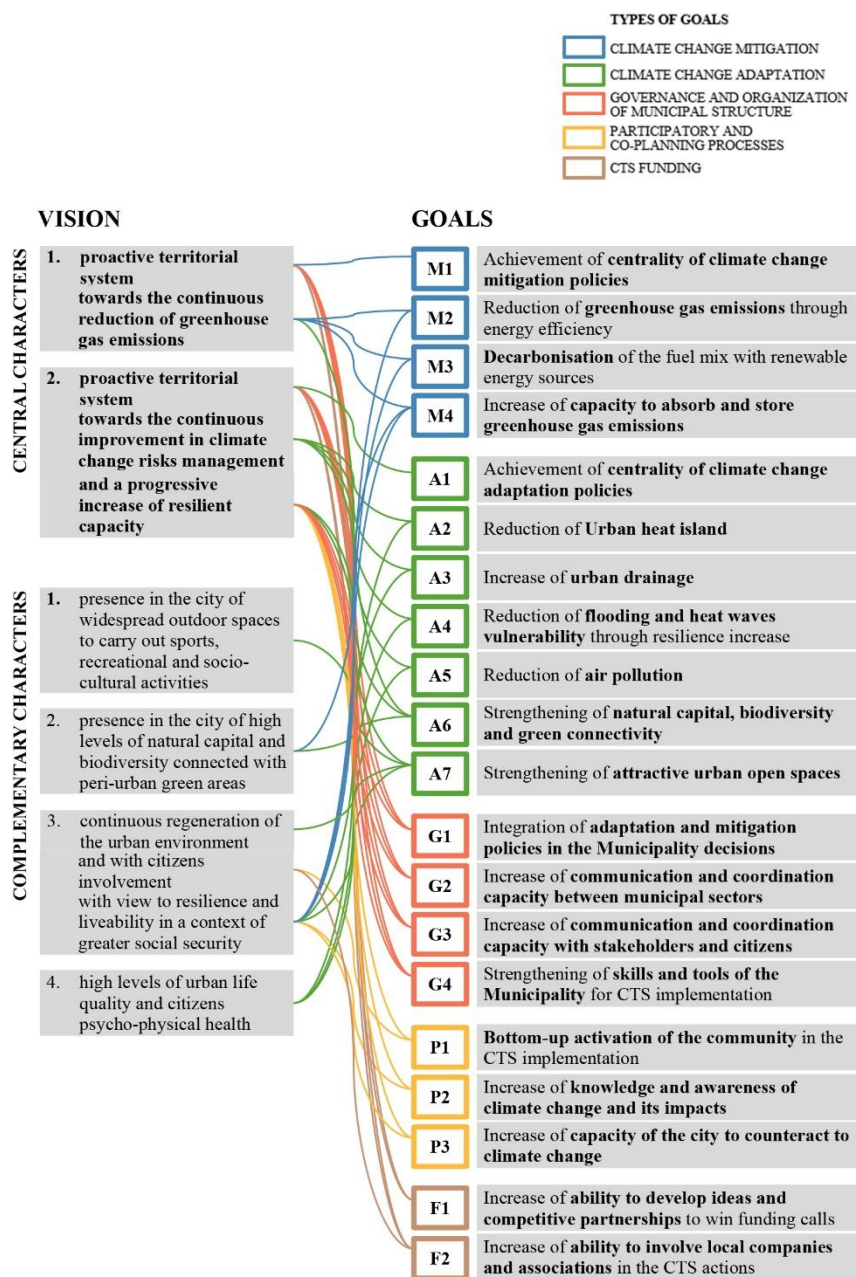 TYPES OF GOALS
CLIMATE CHANGE MITIGATION
CLIMATE CHANGE ADAPTATION
GOVERNANCE AND ORGANIZATION
OF MUNICIPAL STRUCTURE
PARTICIPATORY AND
CO-PLANNING PROCESSES
CTS FUNDING
VISION
CENTRAL CHARACTERS
1. proactive territorial
system
towards the continuous
reduction of greenhouse
gas emissions
2. proactive territorial
system
towards the continuous
improvement in climate
change risks management
and a progressive
increase of resilient
capacity
COMPLEMENTARY CHARACTERS
1. presence in the city of
widespread outdoor spaces
to carry out sports,
recreational and socio-
cultural activities
2. presence in the city of high
levels of natural capital and
biodiversity connected with
peri-urban green areas
3. continuous regeneration of
the urban environment
and with citizens
involvement
with view to resilience and
liveability in a context of
greater social security
4. high levels of urban life
quality and citizens
psycho-physical health
GOALS
M1 Achievement of centrality of climate change
mitigation policies
M2 Reduction of greenhouse gas emissions through
energy efficiency
M3 Decarbonisation of the fuel mix with renewable
energy sources
M4 Increase of capacity to absorb and store
greenhouse gas emissions
A1 Achievement of centrality of climate change
adaptation policies
A2 Reduction of Urban heat island
A3 Increase of urban drainage
A4 Reduction of flooding and heat waves
vulnerability through resilience increase
A5 Reduction of air pollution
A6 Strengthening of natural capital, biodiversity
and green connectivity
A7 Strengthening of attractive urban open spaces
G1 Integration of adaptation and mitigation
policies in the Municipality decisions
G2 Increase of communication and coordination
capacity between municipal sectors
G3 Increase of communication and coordination
capacity with stakeholders and citizens
G4 Strengthening of skills and tools of the
Municipality for CTS implementation
P1 Bottom-up activation of the community in the
CTS implementation
P2 Increase of knowledge and awareness of
climate change and its impacts
P3 Increase of capacity of the city to counteract to
climate change
F1 Increase of ability to develop ideas and
competitive partnerships to win funding calls
F2 Increase of ability to involve local companies
and associations in the CTS actions